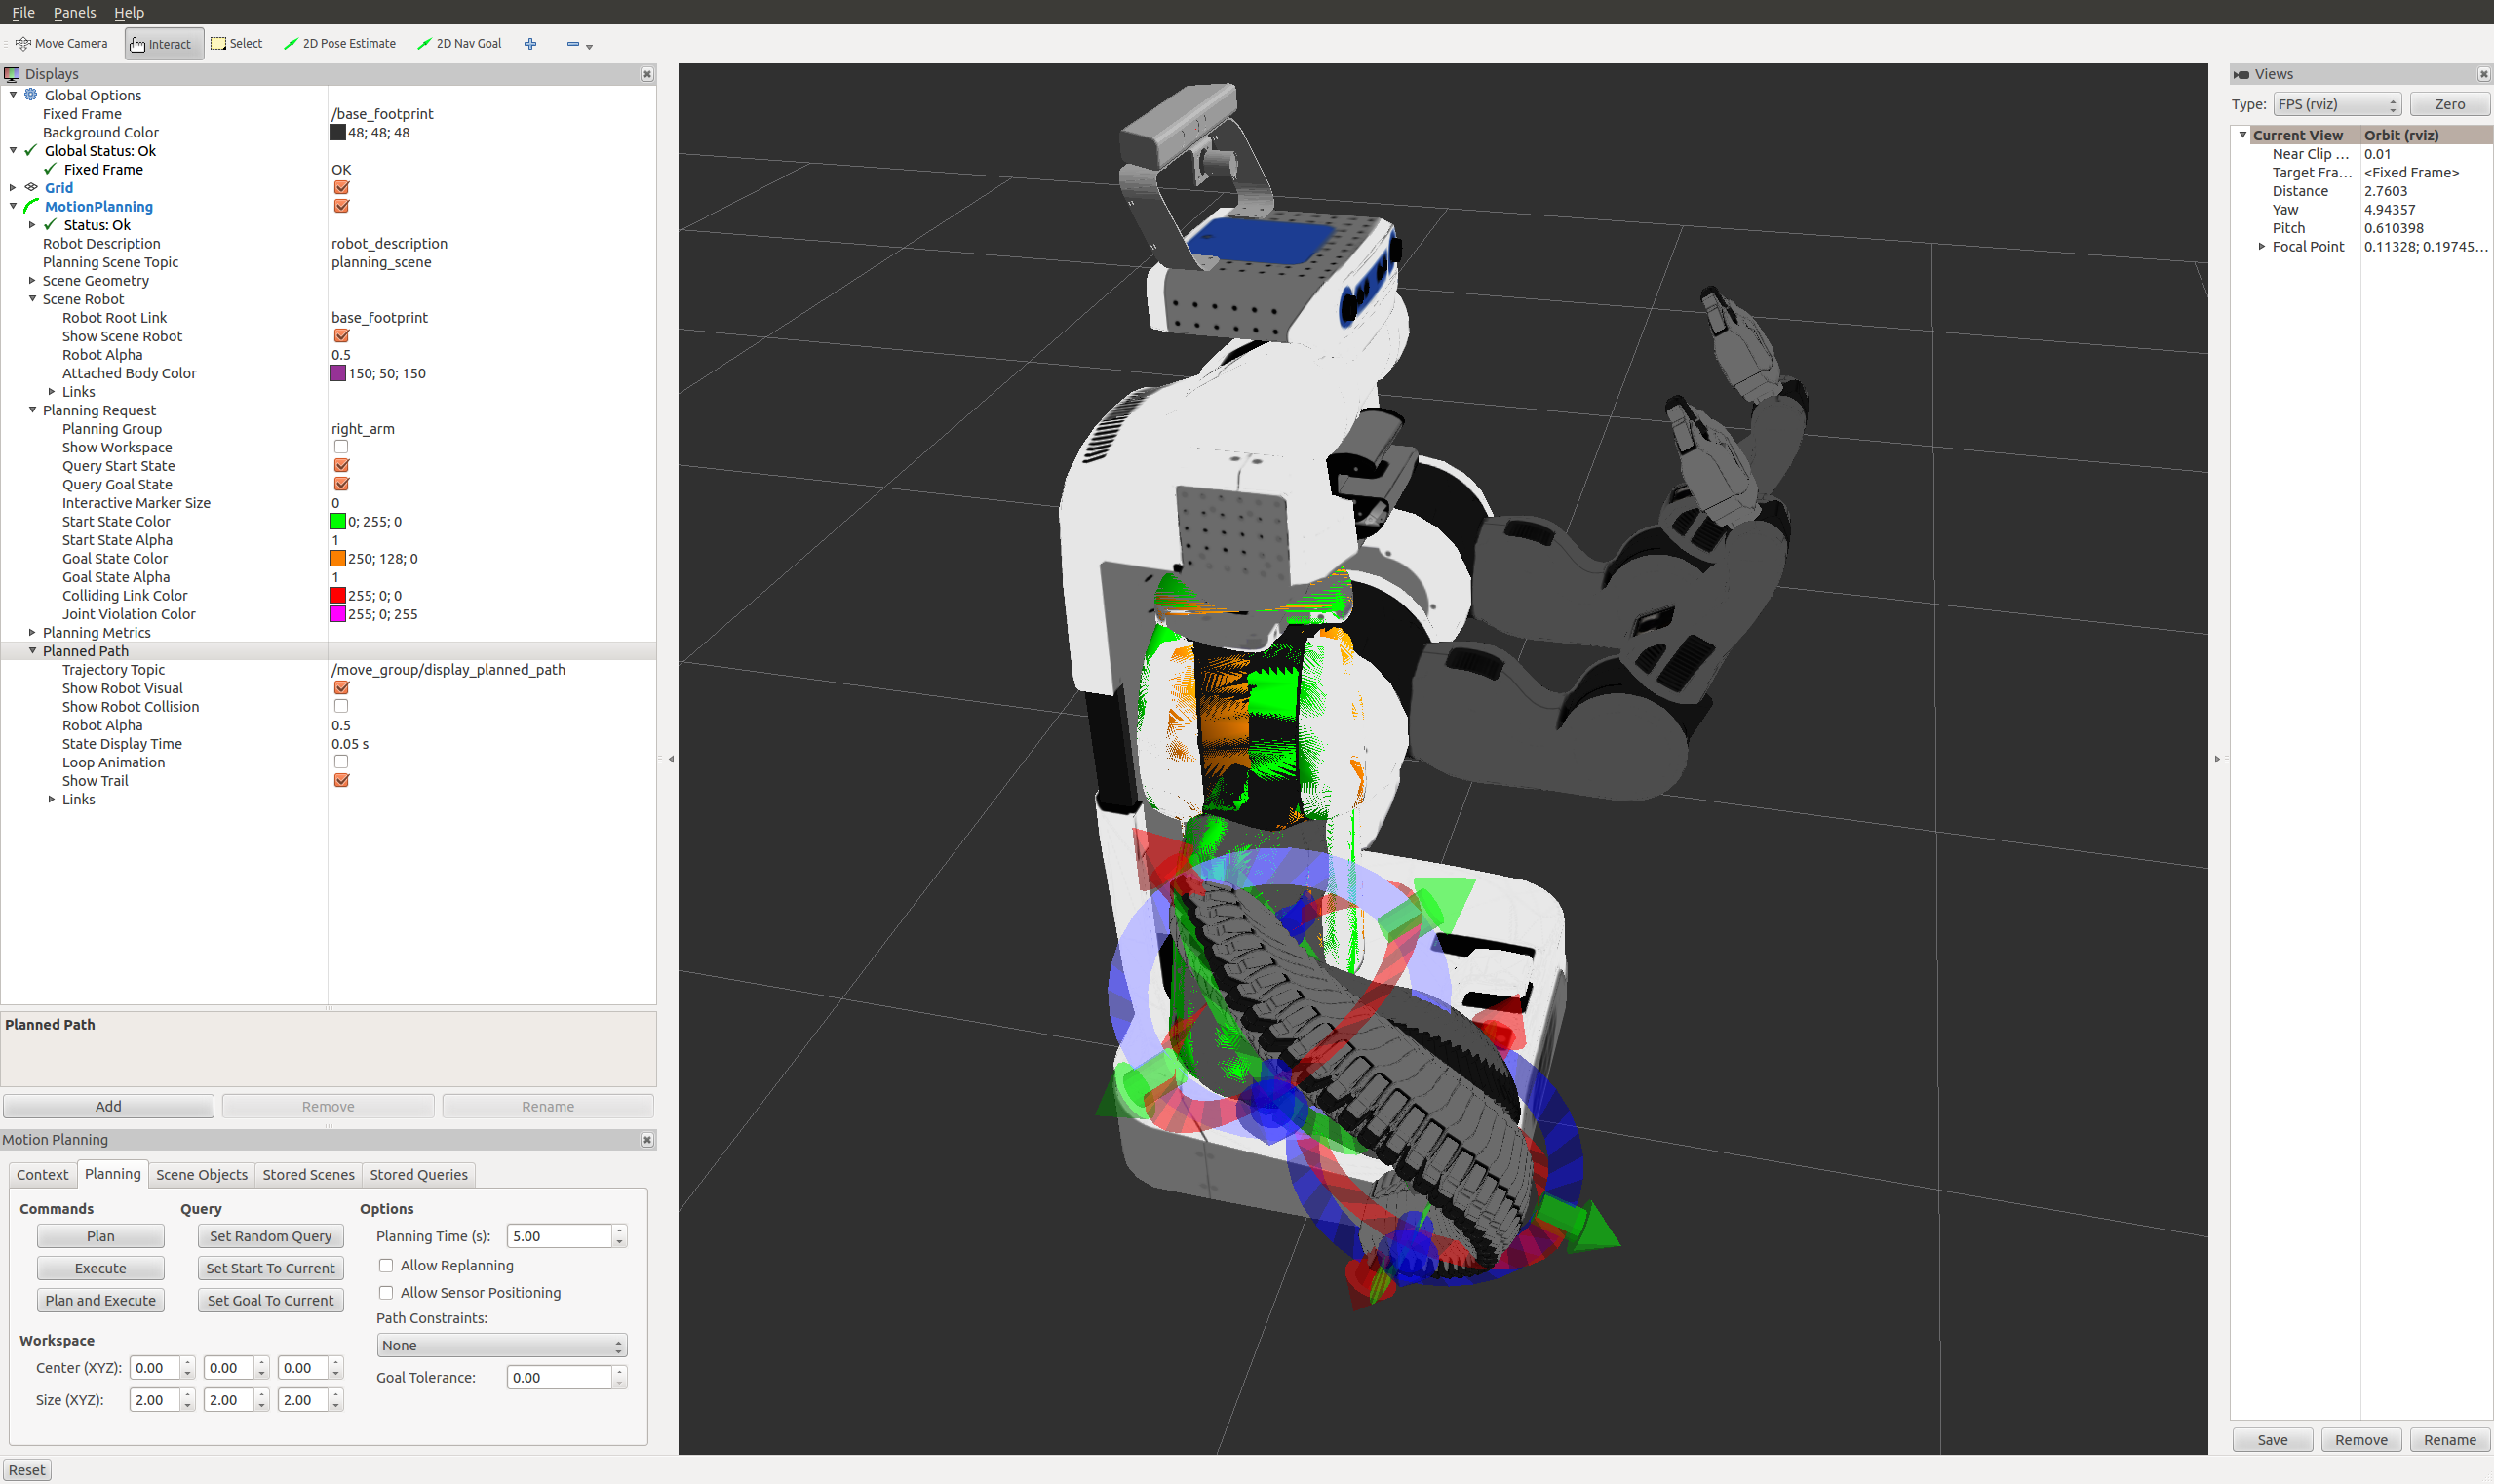 File Panels Help
Move Camera Interact Select 2D Pose Estimate 2D Nav Goal
Displays
Global Options
Fixed Frame /base_footprint
Background Color 48; 48; 48
Global Status: Ok
Fixed Frame OK
Grid
MotionPlanning
Status: Ok
Robot Description robot_description
Planning Scene Topic planning_scene
Scene Geometry
Scene Robot
Robot Root Link base_footprint
Show Scene Robot
Robot Alpha 0.5
Attached Body Color 150; 50; 150
Links
Planning Request
Planning Group right_arm
Show Workspace
Query Start State
Query Goal State
Interactive Marker Size 0
Start State Color 0; 255; 0
Start State Alpha 1
Goal State Color 250; 128; 0
Goal State Alpha 1
Colliding Link Color 255; 0; 0
Joint Violation Color 255; 0; 255
Planning Metrics
Planned Path
Trajectory Topic /move_group/display_planned_path
Show Robot Visual
Show Robot Collision
Robot Alpha 0.5
State Display Time 0.05 s
Loop Animation
Show Trail
Links
Planned Path
Add Remove Rename
Motion Planning
Context Planning Scene Objects Stored Scenes Stored Queries
Commands Query Options
Plan Set Random Query Planning Time (s): 5.00
Execute Set Start To Current Allow Replanning
Plan and Execute Set Goal To Current Allow Sensor Positioning
Path Constraints:
Workspace None
Center (XYZ): 0.00 0.00 0.00 Goal Tolerance: 0.00
Size (XYZ): 2.00 2.00 2.00
Reset
Views
Type: FPS (rviz) Zero
Current View Orbit (rviz)
Near Clip ... 0.01
Target Fra... <Fixed Frame>
Distance 2.7603
Yaw 4.94357
Pitch 0.610398
Focal Point 0.11328; 0.19745...
Save Remove Rename